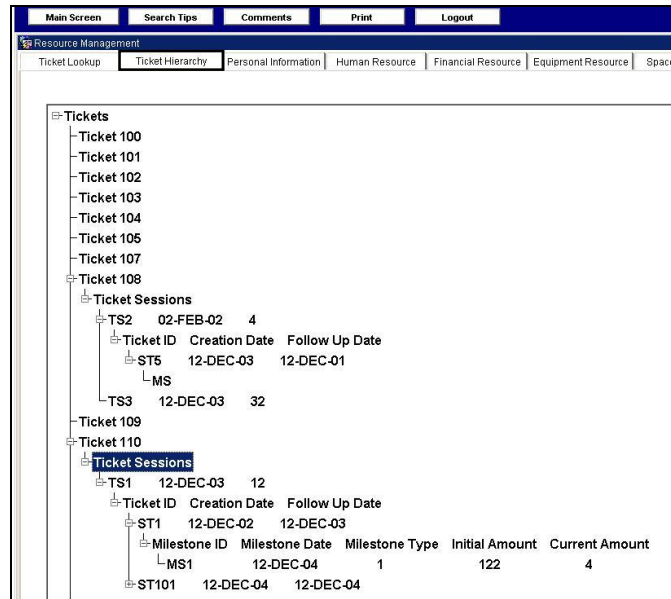 Main Screen Search Tips Comments Print Logout
Resource Management
Ticket Lookup Ticket Hierarchy Personal Information Human Resource Financial Resource Equipment Resource Space
Tickets
Ticket 100
Ticket 101
Ticket 102
Ticket 103
Ticket 104
Ticket 105
Ticket 107
Ticket 108
Ticket Sessions
TS2 02-FEB-02 4
Ticket ID Creation Date Follow Up Date
ST5 12-DEC-03 12-DEC-01
MS
TS3 12-DEC-03 32
Ticket 109
Ticket 110
Ticket Sessions
TS1 12-DEC-03 12
Ticket ID Creation Date Follow Up Date
ST1 12-DEC-02 12-DEC-03
Milestone ID Milestone Date Milestone Type Initial Amount Current Amount
MS1 12-DEC-04 1 122 4
ST101 12-DEC-04 12-DEC-04